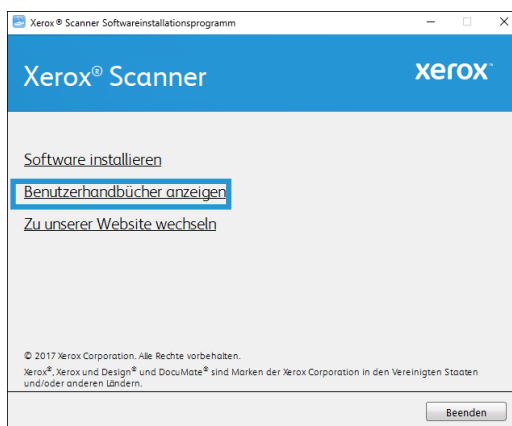 Xerox ® Scanner Softwareinstallationsprogramm
Xerox® Scanner
xerox™
Software installieren
Benutzerhandbücher anzeigen
Zu unserer Website wechseln
© 2017 Xerox Corporation. Alle Rechte vorbehalten.
Xerox®, Xerox und Design® und DocuMate® sind Marken der Xerox Corporation in den Vereinigten Staaten
und/oder anderen Ländern.
Beenden